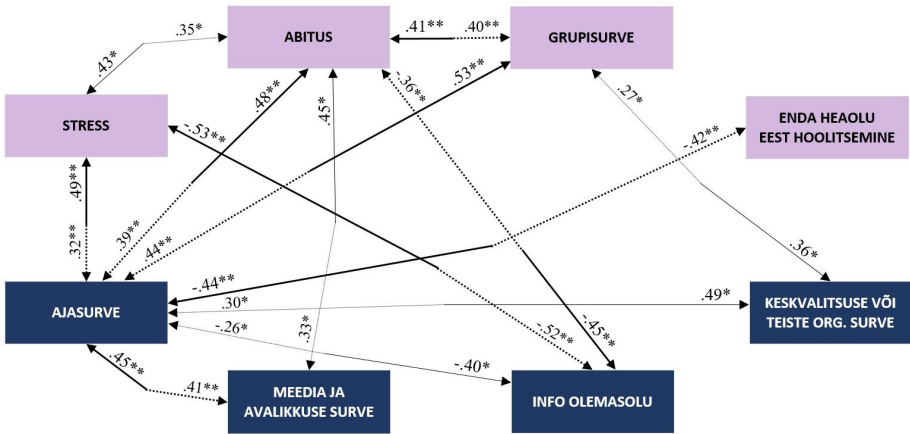 ABITUS
GRUPISURVE
STRESS
ENDA HEAOLU
EEST HOOLITSEMINE
AJASURVE
KESKVALITSUSE VÕI
TEISTE ORG. SURVE
MEEDIA JA
AVALIKKUSE SURVE
INFO OLEMASOLU
.43*
.35*
.41**
.40**
.48**
.39**
.45*
.33*
-.36**
-.45**
.53**
.44**
.27*
.36*
-.53**
-.52**
.49**
.32**
-.42**
-.44**
.30*
.49*
-.26*
-.40*
.45**
.41**